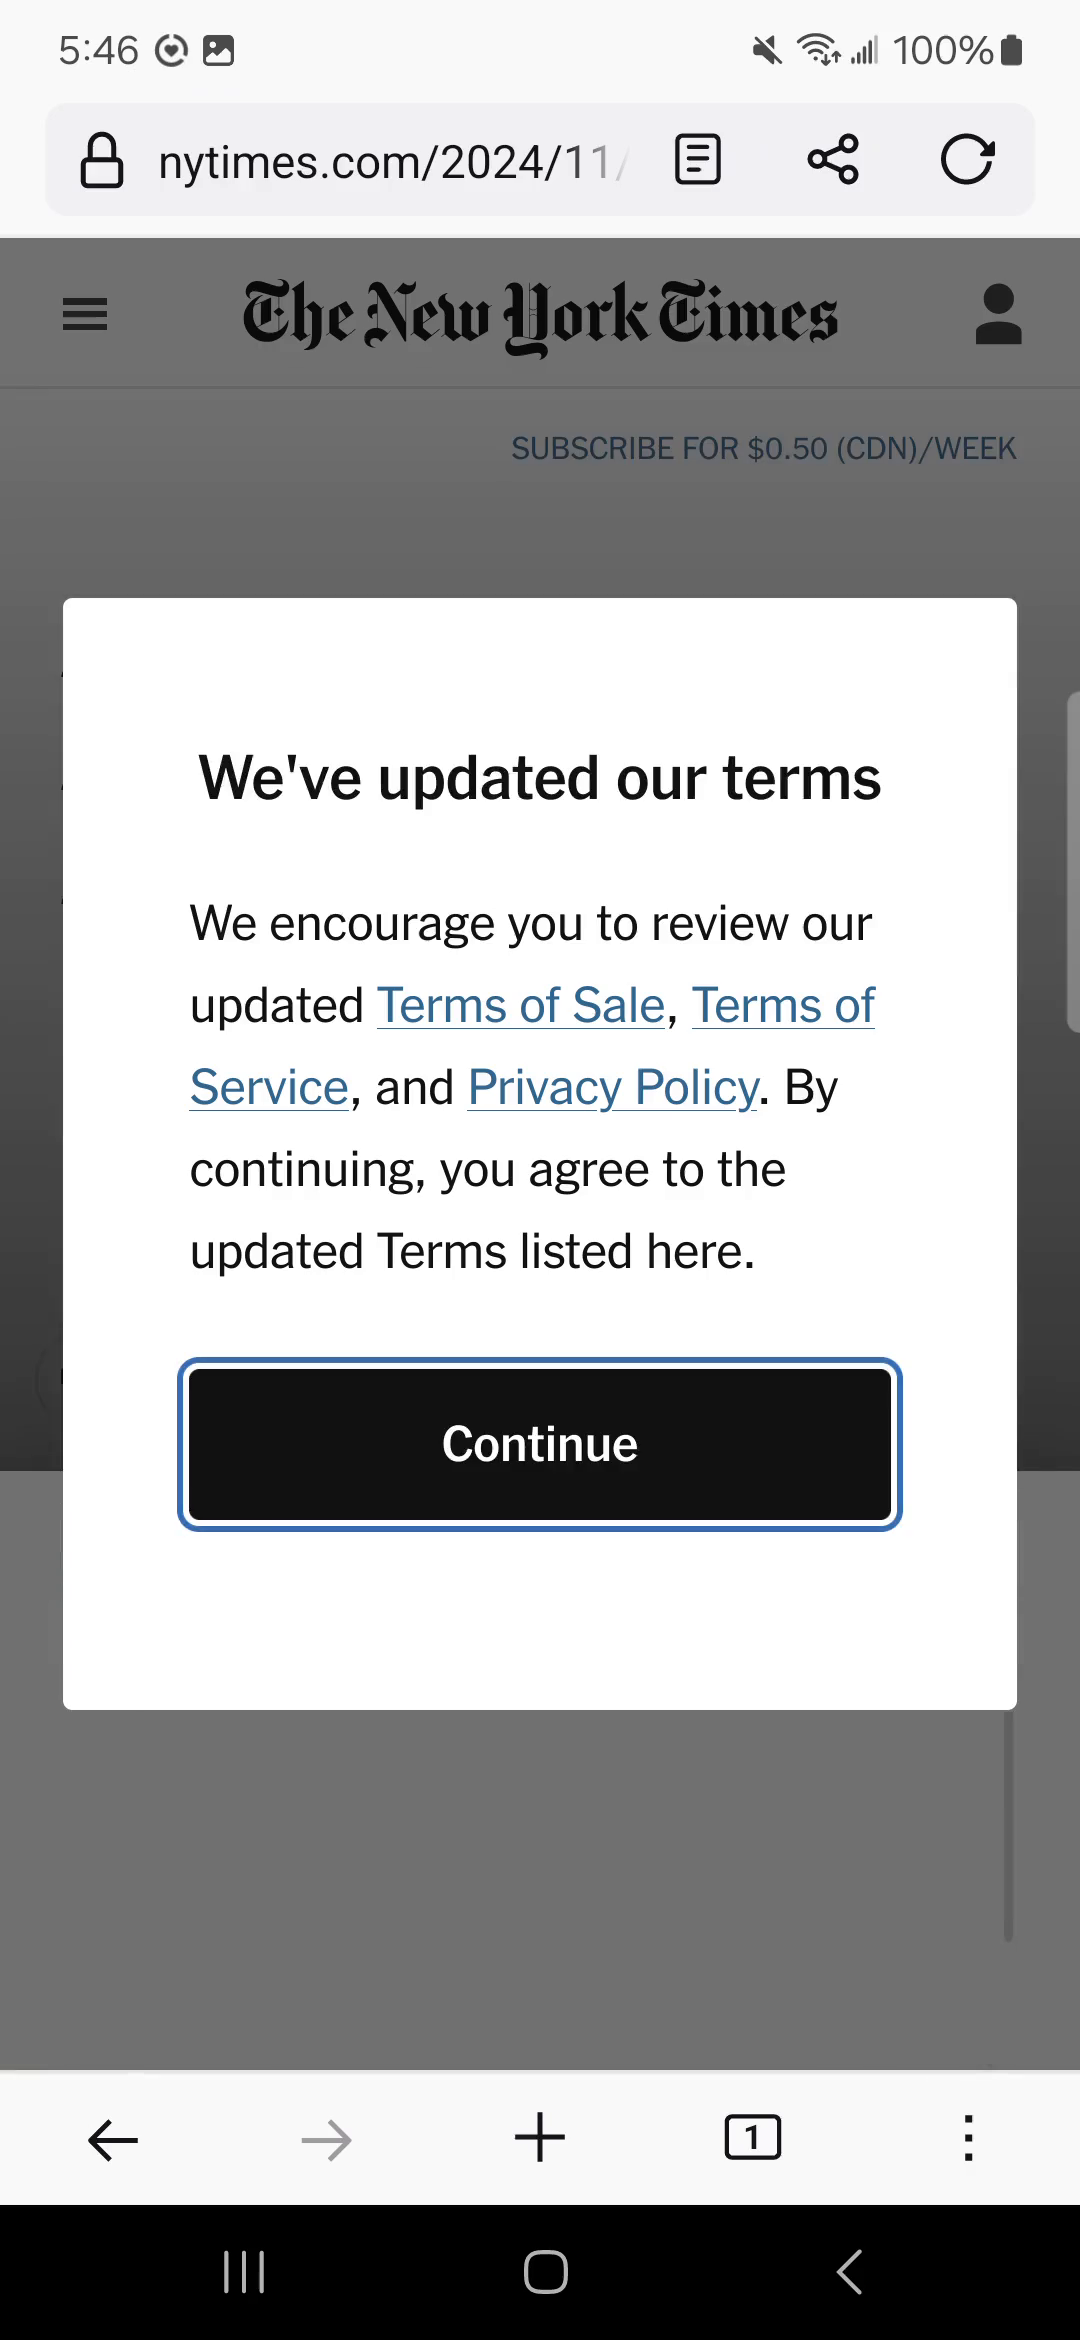 5:46
100%
nytimes.com/2024/11/
The New York Times
SUBSCRIBE FOR $0.50 (CDN)/WEEK
We've updated our terms
We encourage you to review our
updated Terms of Sale, Terms of
Service, and Privacy Policy. By
continuing, you agree to the
updated Terms listed here.
Continue
1